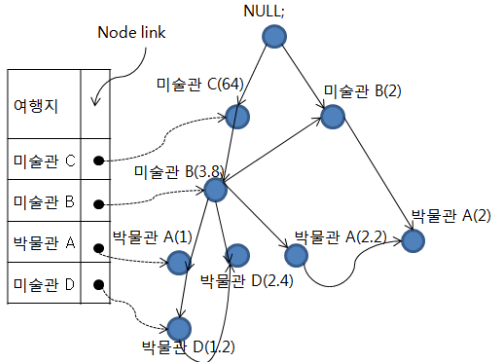 NULL;
Node link
여행지
미술관 C
미술관 B
박물관 A
미술관 D
미술관 C(64)
미술관 B(2)
미술관 B(3.8)
박물관 A(2)
박물관 A(1)
박물관 A(2.2)
박물관 D(2.4)
박물관 D(1.2)